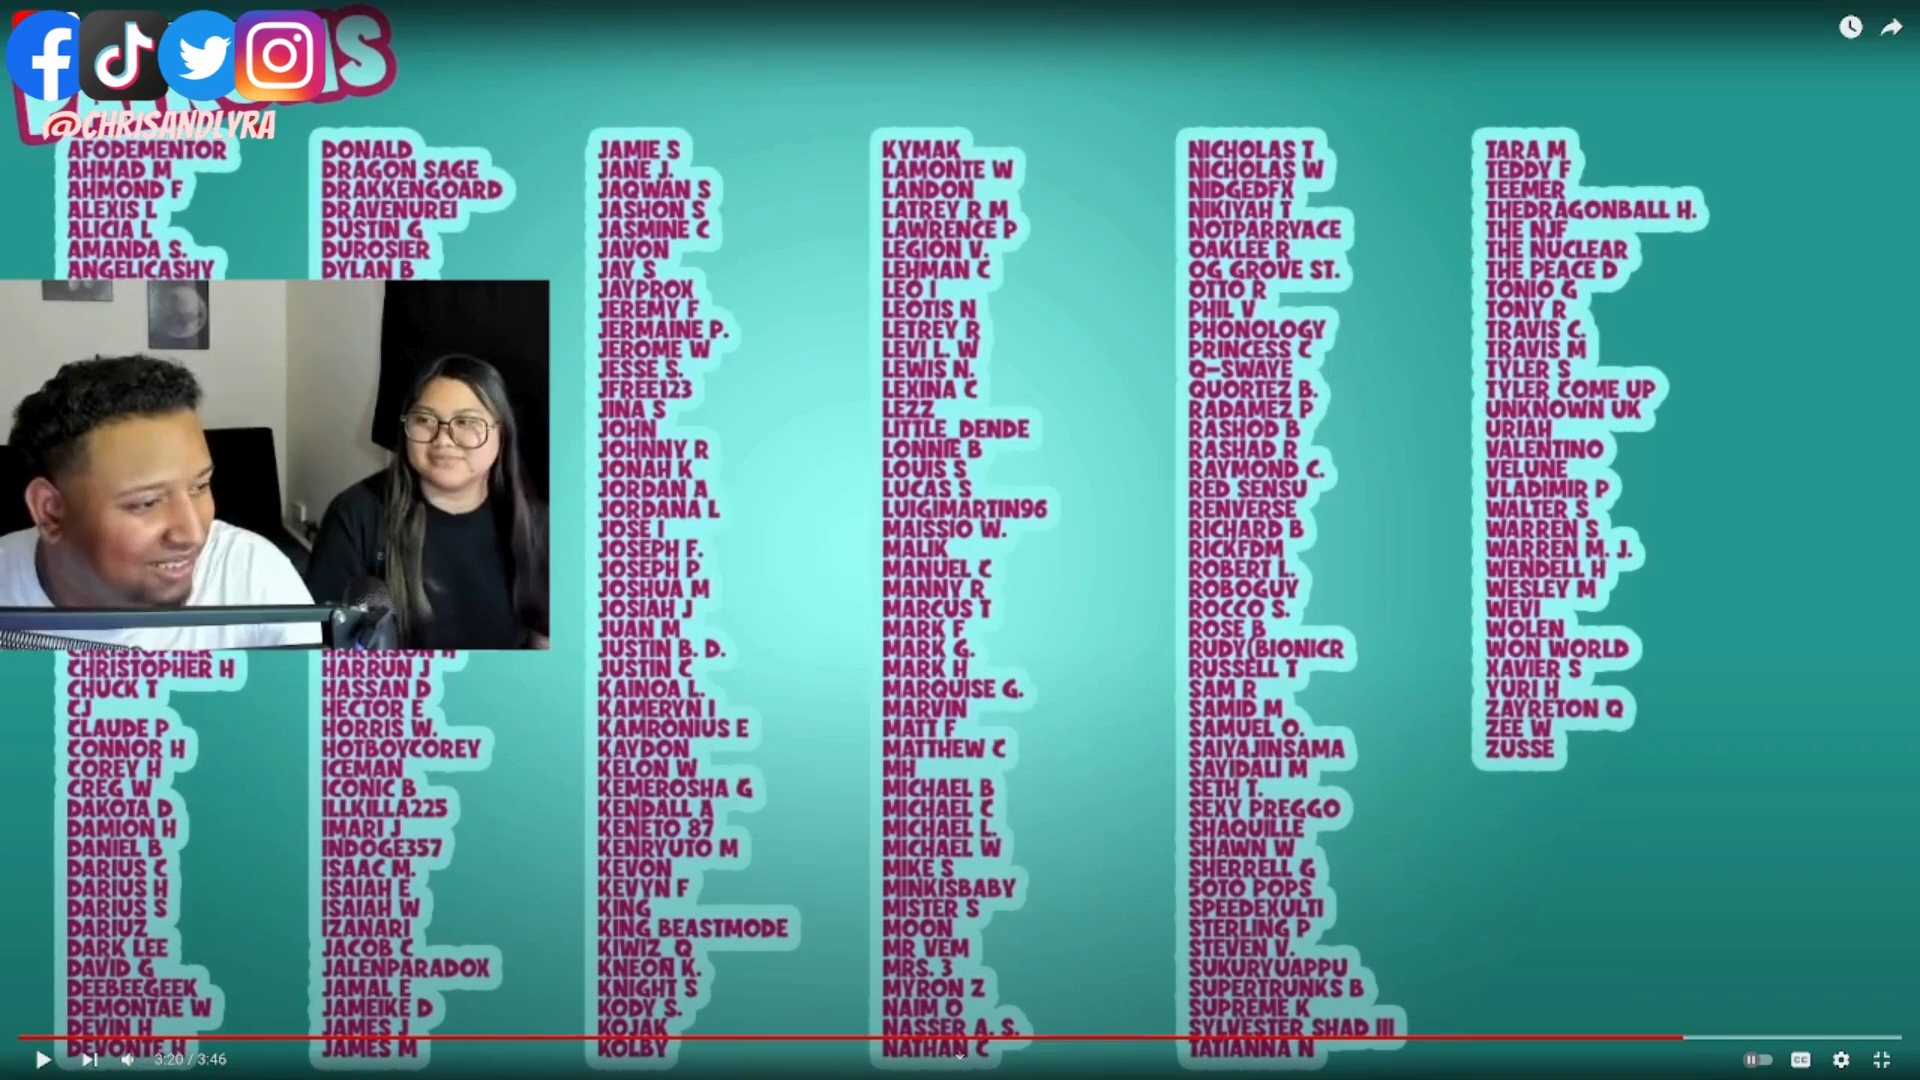 @CHRISANDLYRA
AFODEMENTOR
AHMAD M
AHMOND F
ALEXIS L
ALICIA L
AMANDA S.
ANGELICASHY
CHRISTOPHER
CHRISTOPHER H
CHUCK T
CJ
CLAUDE P
CONNOR H
COREY H
CREG W
DAKOTA D
DAMION H
DANIEL B
DARIUS C
DARIUS H
DARIUS S
DARIUZ
DARK LEE
DAVID G
DEEBEEGEEK
DEMONTAE W
DEVIN H
DEVONTE H
DONALD
DRAGON SAGE
DRAKKENGOARD
DRAVENUREI
DUSTIN G
DUROSIER
DYLAN B
HARRISON H
HARRUN J
HASSAN D
HECTOR E
HORRIS W.
HOTBOYCOREY
ICEMAN
ICONIC B
ILLKILLA225
IMARI J
INDOGE357
ISAAC M.
ISAIAH E
ISAIAH W
IZANARI
JACOB C
JALENPARADOX
JAMAL E
JAMEIKE D
JAMES J
JAMES M
JAMIE S
JANE J.
JAQWAN S
JASHON S
JASMINE C
JAVON
JAY S
JAYPROX
JEREMY F
JERMAINE P.
JEROME W
JESSE S.
JFREE123
JINA S
JOHN
JOHNNY R
JONAH K
JORDAN A
JORDANA L
JOSE I
JOSEPH F.
JOSEPH P
JOSHUA M
JOSIAH J
JUAN M
JUSTIN B. D.
JUSTIN C
KAINOA L.
KAMERYN I
KAMRONIUS E
KAYDON
KELON W
KEMEROSHA G
KENDALL A
KENETO 87
KENRYUTO M
KEVON
KEVYN F
KING
KING BEASTMODE
KIWIZ_Q
KNEON K.
KNIGHT S
KODY S.
KOJAK
KOLBY
KYMAK
LAMONTE W
LANDON
LATREY R M
LAWRENCE P
LEGION V.
LEHMAN C
LEO I
LEOTIS N
LETREY R
LEVI L. W
LEWIS N.
LEXINA C
LEZZ
LITTLE_DENDE
LONNIE B
LOUIS S
LUCAS S
LUIGIMARTIN96
MAISSIO W.
MALIK
MANUEL C
MANNY R
MARCUS T
MARK F
MARK G.
MARK H
MARQUISE G.
MARVIN
MATT F
MATTHEW C
MH
MICHAEL B
MICHAEL C
MICHAEL L.
MICHAEL W
MIKE S
MINKISBABY
MISTER S
MOON
MR VEM
MRS. 3
MYRON Z
NAIM O
NASSER A. S.
NATHAN C
NICHOLAS T
NICHOLAS W
NIDGEDFX
NIKIYAH T
NOTPARRYACE
OAKLEE R
OG GROVE ST.
OTTO R
PHIL V
PHONOLOGY
PRINCESS C
Q-SWAYE
QUORTEZ B.
RADAMEZ P
RASHOD B
RASHAD R
RAYMOND C.
RED SENSU
RENVERSE
RICHARD B
RICKFDM
ROBERT L.
ROBOGUY
ROCCO S.
ROSE B
RUDY(BIONICR
RUSSELL T
SAM R
SAMID M
SAMUEL O.
SAIYAJINSAMA
SAYIDALI M
SETH T.
SEXY PREGGO
SHAQUILLE
SHAWN W
SHERRELL G
5OTO POPS
SPEEDEXULTI
STERLING P
STEVEN V.
SUKURYUAPPU
SUPERTRUNKS B
SUPREME K
SYLVESTER SHAD III
TATIANNA N
TARA M
TEDDY F
TEEMER
THEDRAGONBALL H.
THE NJF
THE NUCLEAR
THE PEACE D
TONIO G
TONY R
TRAVIS C.
TRAVIS M
TYLER S
TYLER COME UP
UNKNOWN UK
URIAH
VALENTINO
VELUNE
VLADIMIR P
WALTER S
WARREN S
WARREN M. J.
WENDELL H
WESLEY M
WEVI
WOLEN
WON WORLD
XAVIER S
YURI H
ZAYRETON Q
ZEE W
ZUSSE
3:20 / 3:46
CC